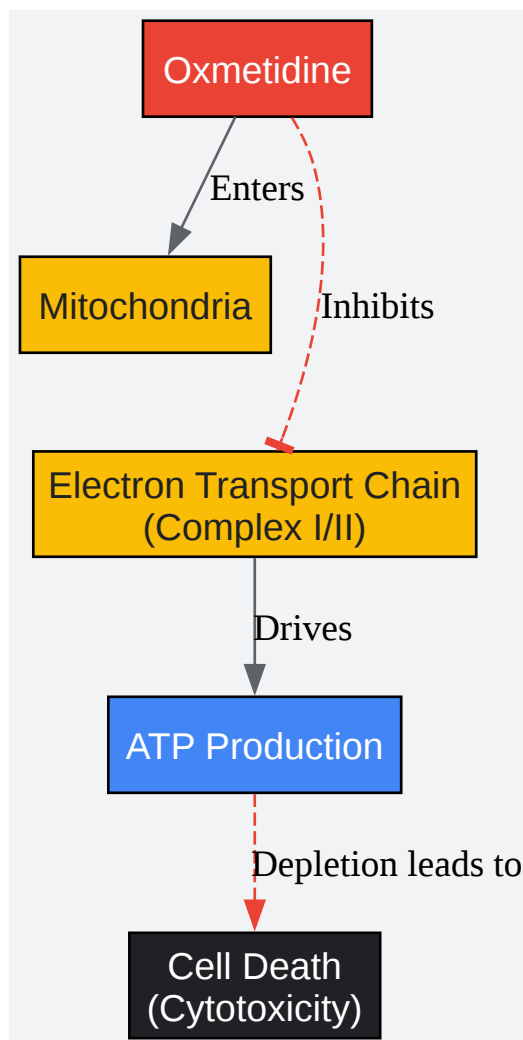 Oxmetidine
Enters
Mitochondria
Inhibits
Electron Transport Chain
(Complex I/II)
Drives
ATP Production
Depletion leads to
Cell Death
(Cytotoxicity)